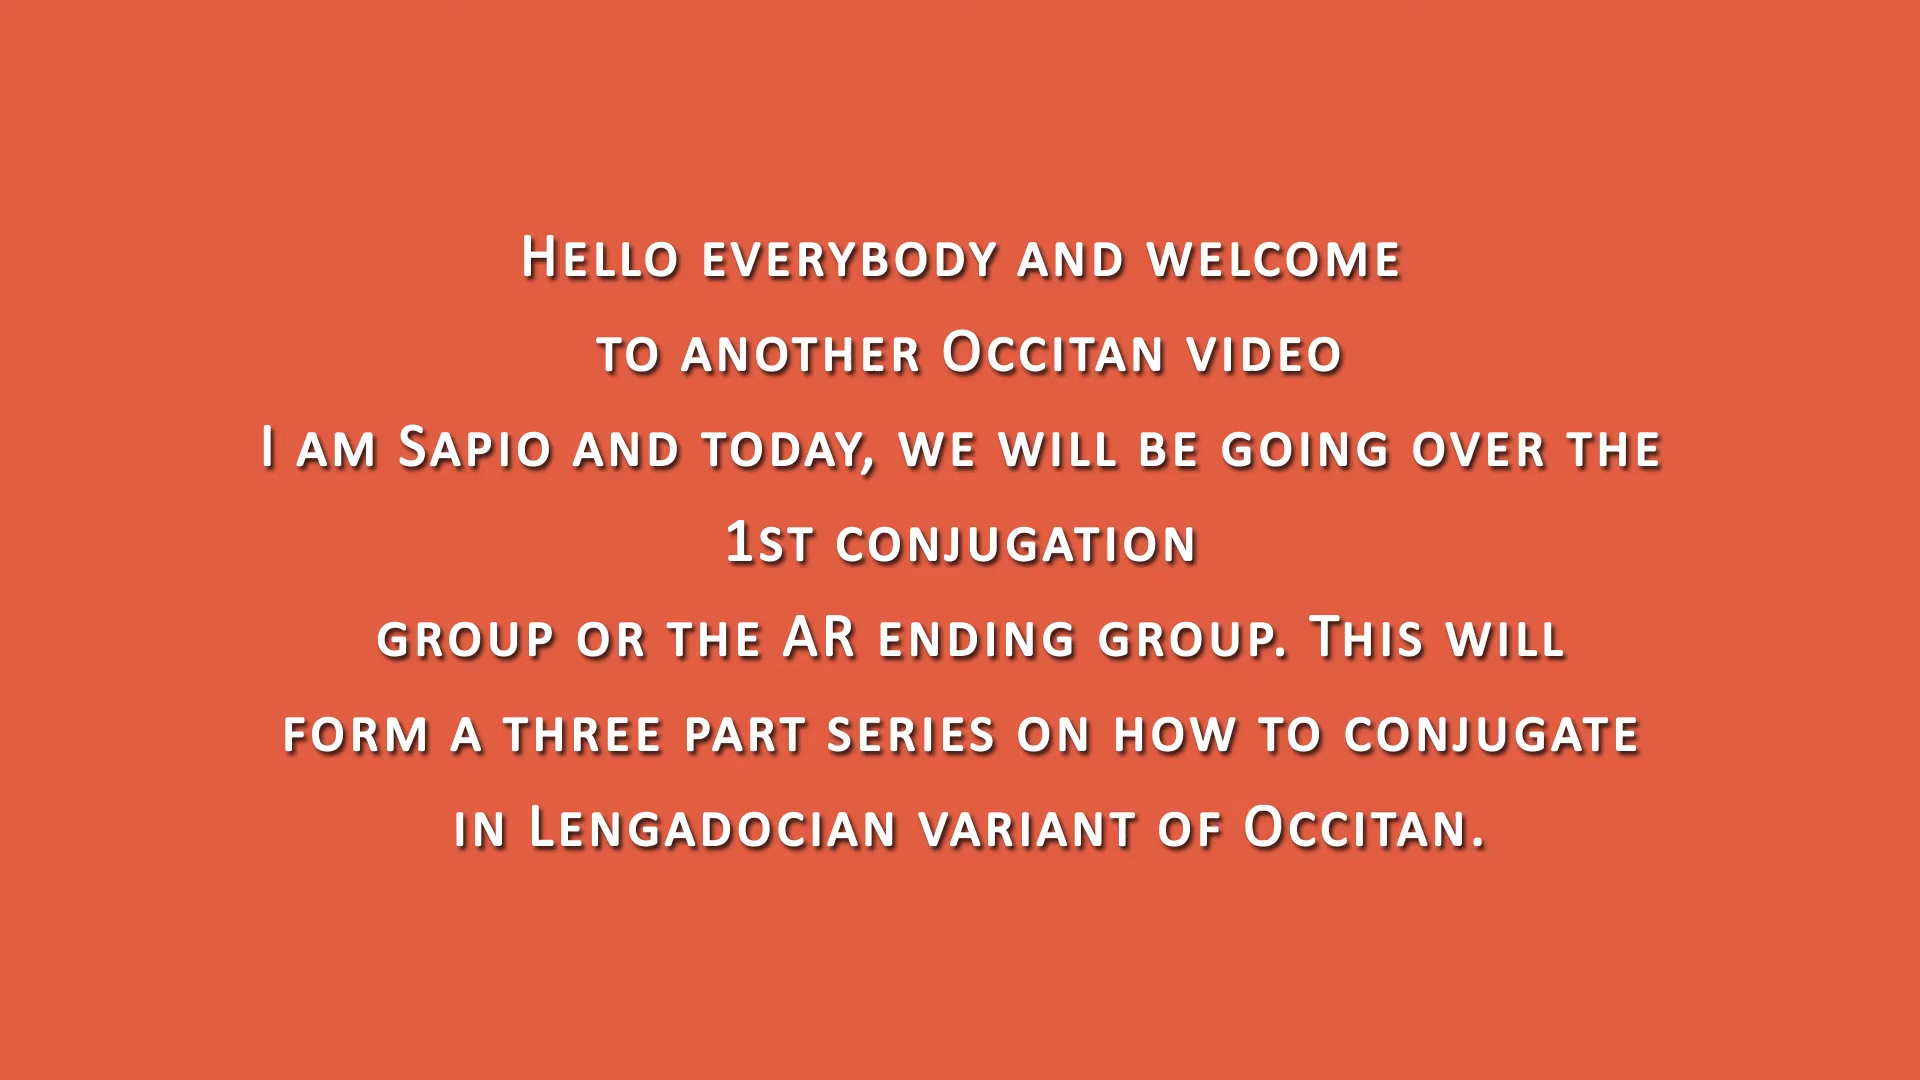 Hello everybody and welcome
to another Occitan video
I am Sapio and today, we will be going over the
1st conjugation
group or the AR ending group. This will
form a three part series on how to conjugate
in Lengadocian variant of Occitan.